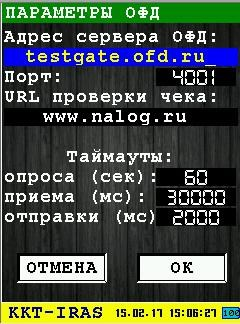 ПАРАМЕТРЫ ОФД
Адрес сервера ОФД:
testgate.ofd.ru_
Порт: 4001
URL проверки чека:
www.nalog.ru
Таймауты:
опроса (сек): 60
приема (мс): 30000
отправки (мс) 2000
ОТМЕНА ОК
KKT-IRAS 15.02.17 15:06:27 100